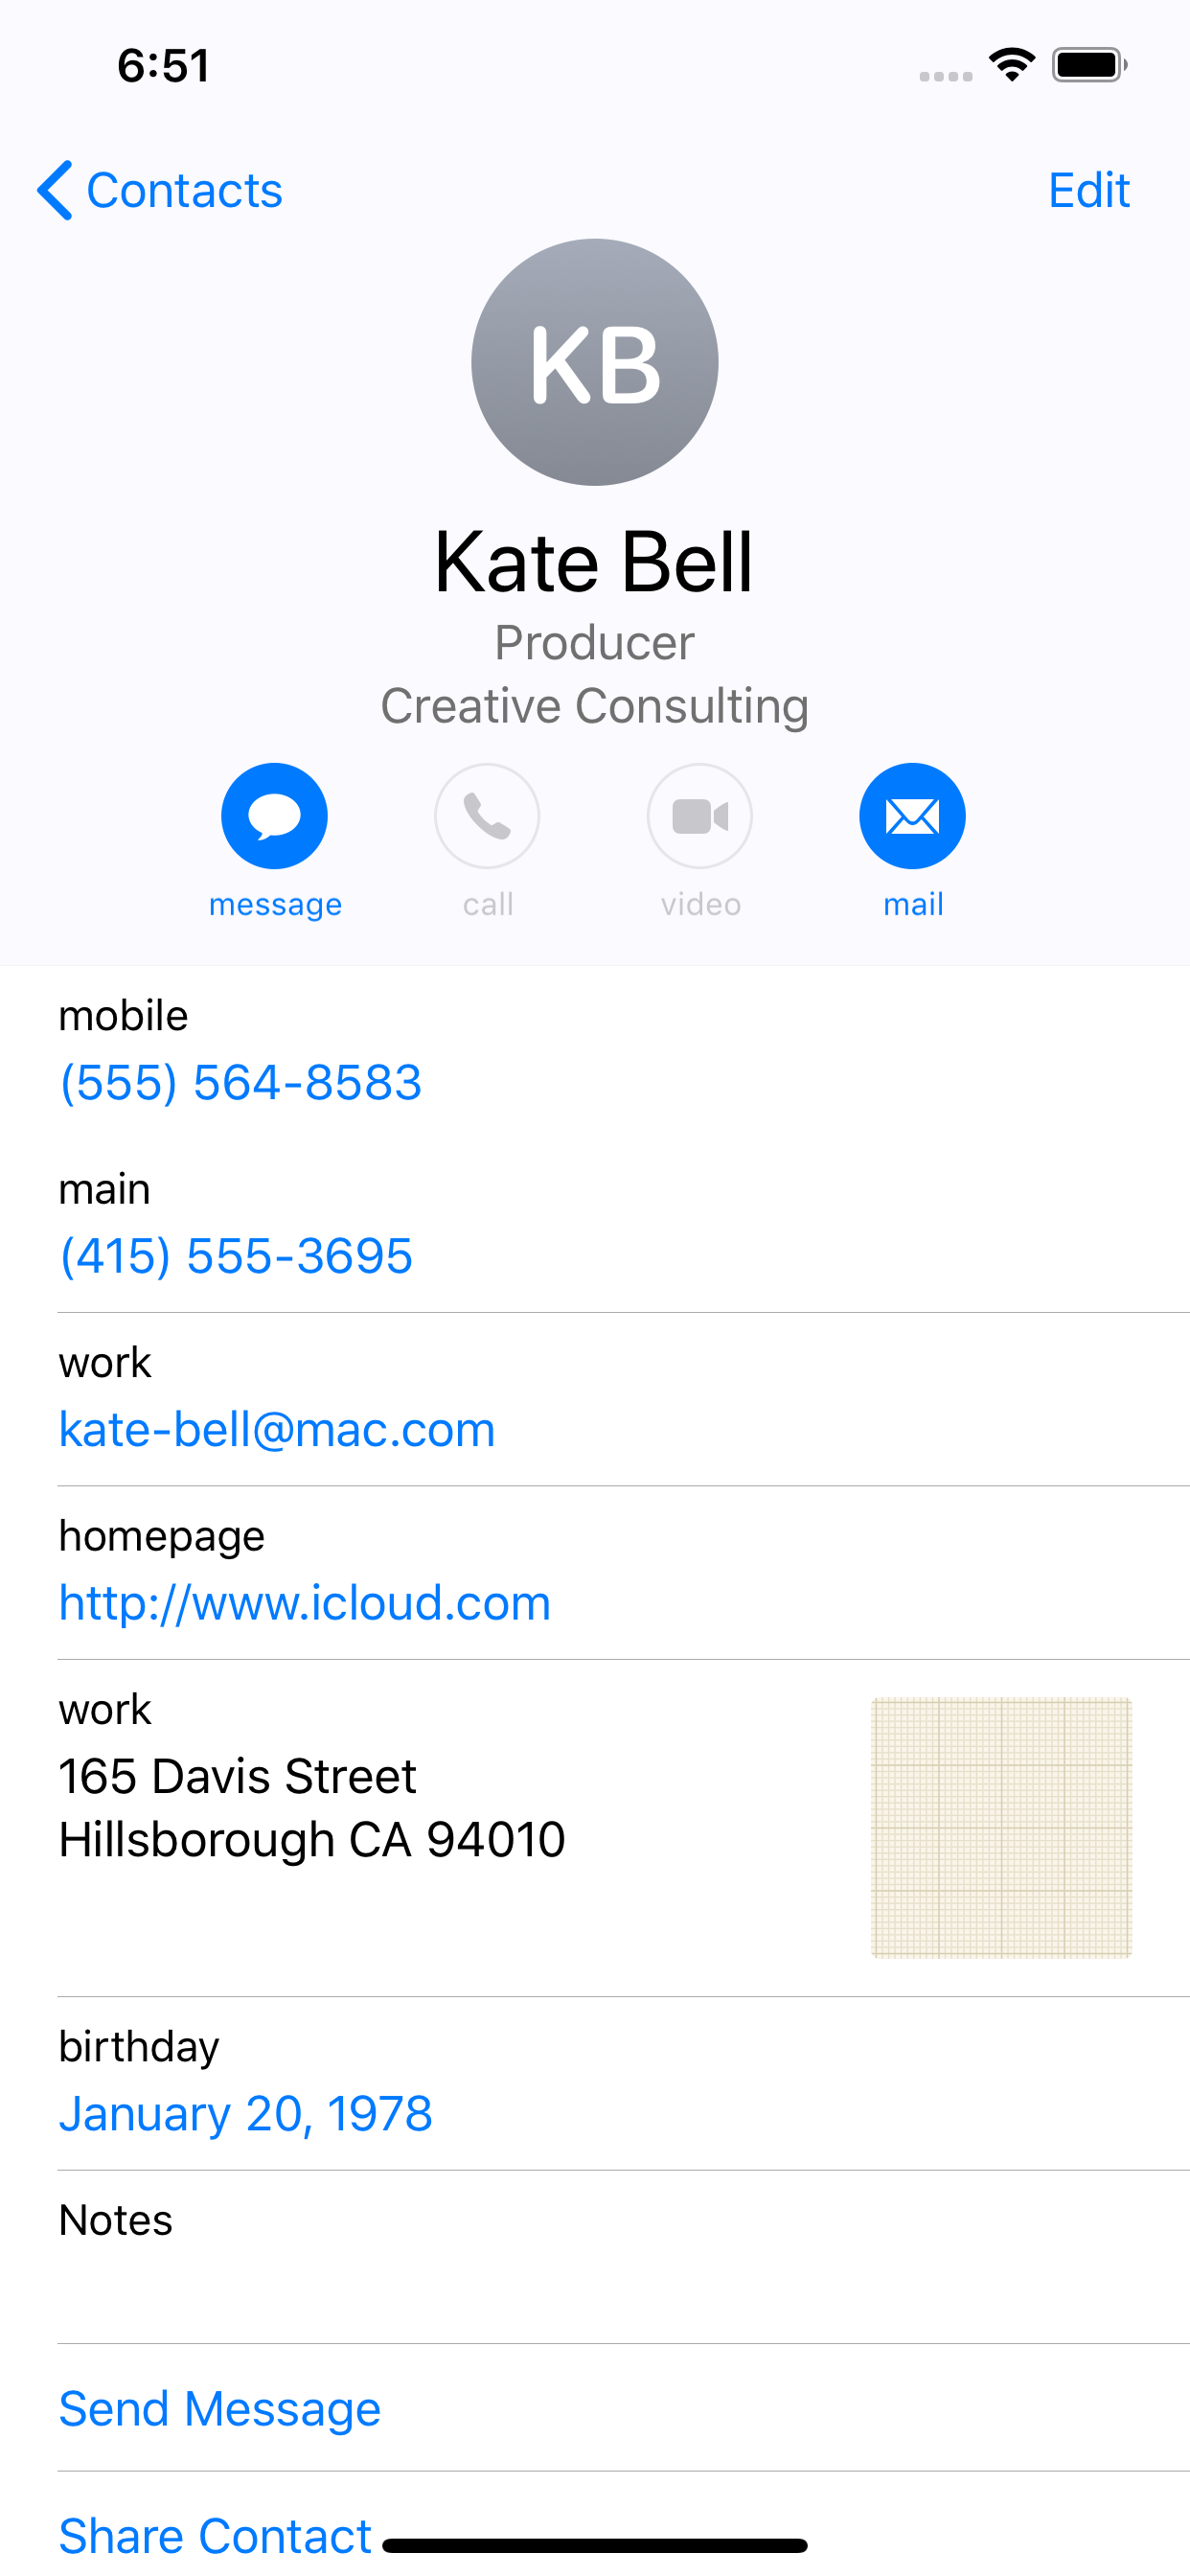 6:51
Contacts
Edit
KB
Kate Bell
Producer
Creative Consulting
message
call
video
mail
mobile
(555) 564-8583
main
(415) 555-3695
work
kate-bell@mac.com
homepage
http://www.icloud.com
work
165 Davis Street
Hillsborough CA 94010
birthday
January 20, 1978
Notes
Send Message
Share Contact